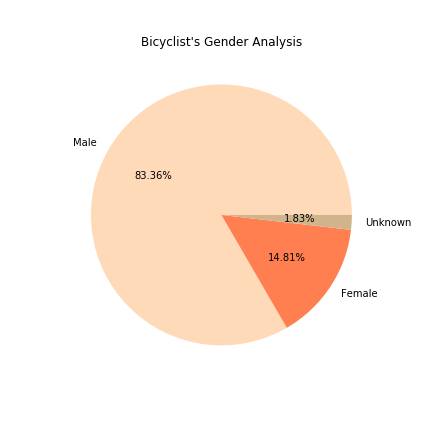 Bicyclist's Gender Analysis
Male
83.36%
1.83%
Unknown
14.81%
Female